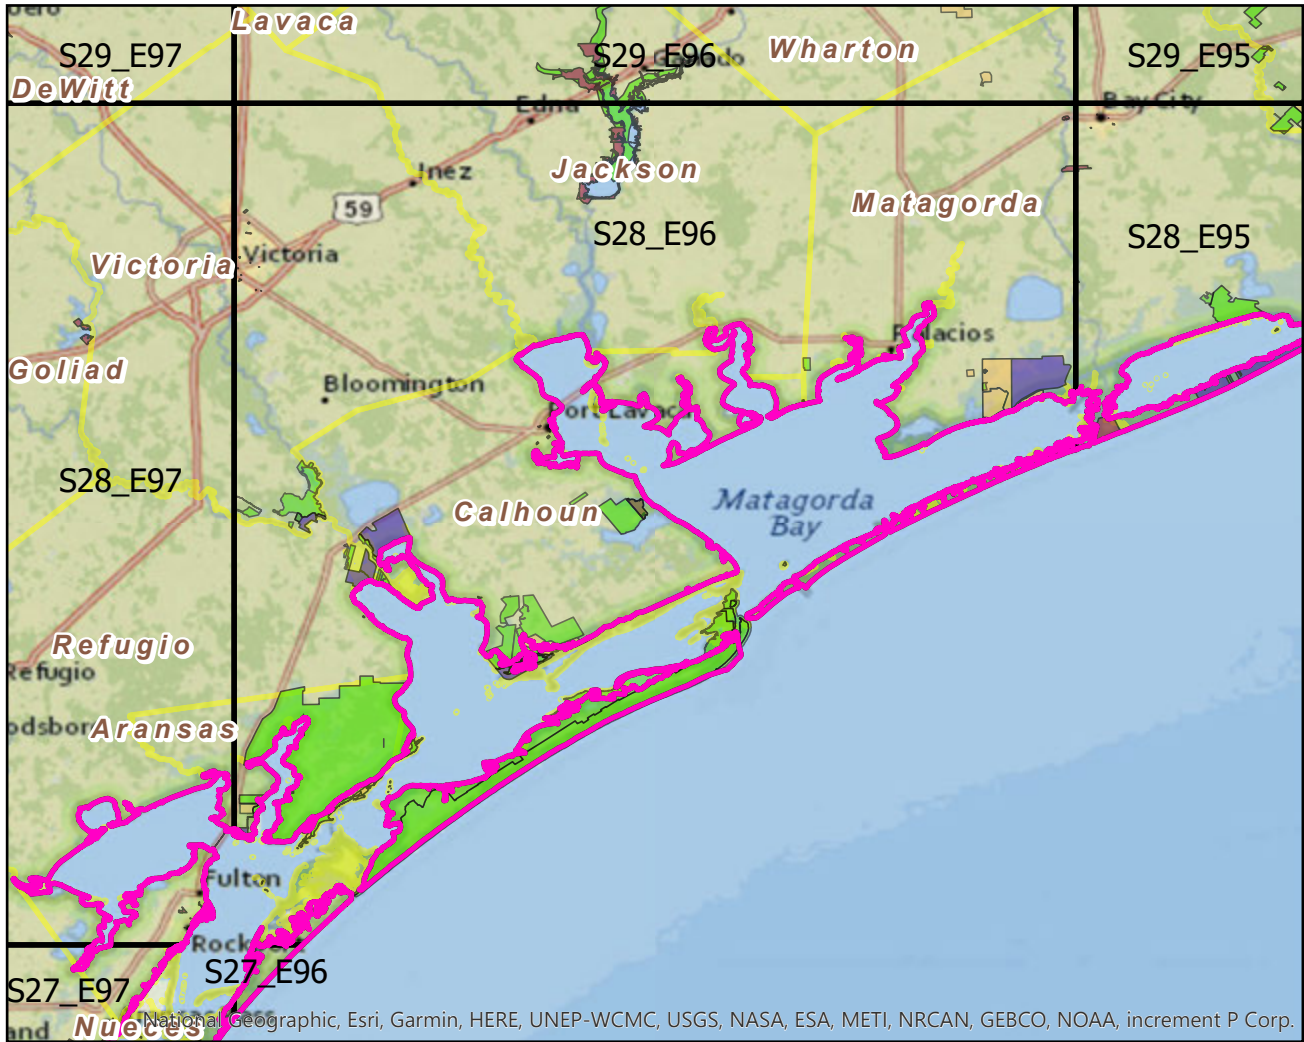 Lavaca
S29_E97
S29_E96
Wharton
S29_E95
DeWitt
Edna
Bay City
Inez
Jackson
59
Matagorda
S28_E96
S28_E95
Victoria
Victoria
Palacios
Goliad
Bloomington
Port Lavaca
S28_E97
Calhoun
Matagorda
Bay
Refugio
Refugio
Aransas
Fulton
S27_E96
S27_E97
Nueces
National Geographic, Esri, Garmin, HERE, UNEP-WCMC, USGS, NASA, ESA, METI, NRCAN, GEBCO, NOAA, increment P Corp.